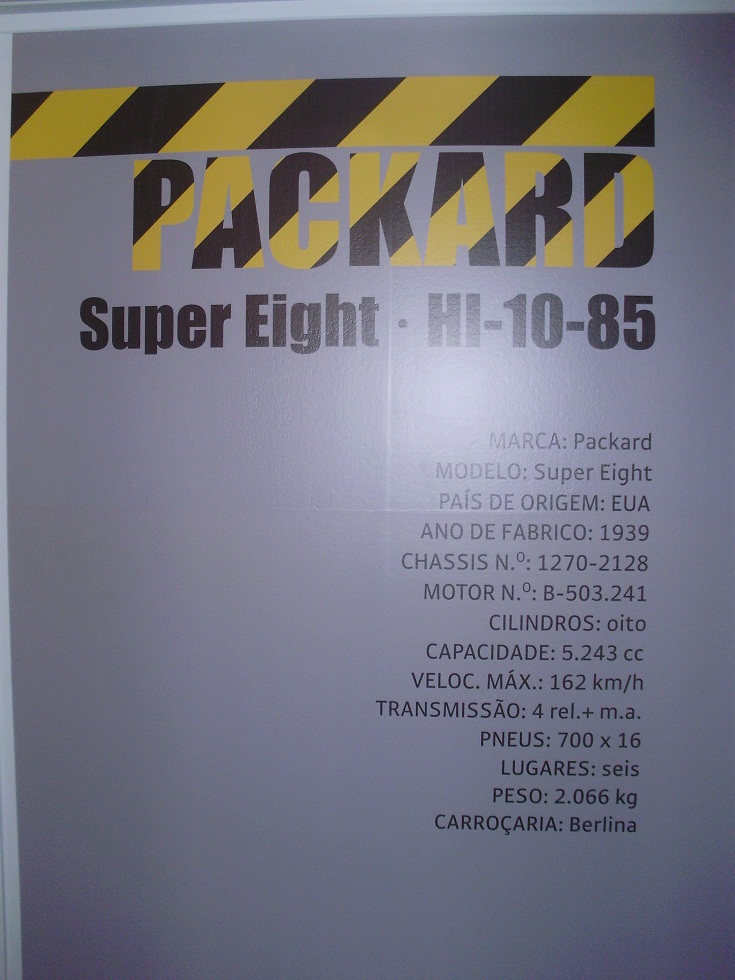 PACKARD
Super Eight · HI-10-85
MARCA: Packard
MODELO: Super Eight
PAÍS DE ORIGEM: EUA
ANO DE FABRICO: 1939
CHASSIS N.º: 1270-2128
MOTOR N.º: B-503.241
CILINDROS: oito
CAPACIDADE: 5.243 cc
VELOC. MÁX.: 162 km/h
TRANSMISSÃO: 4 rel.+ m.a.
PNEUS: 700 x 16
LUGARES: seis
PESO: 2.066 kg
CARROÇARIA: Berlina